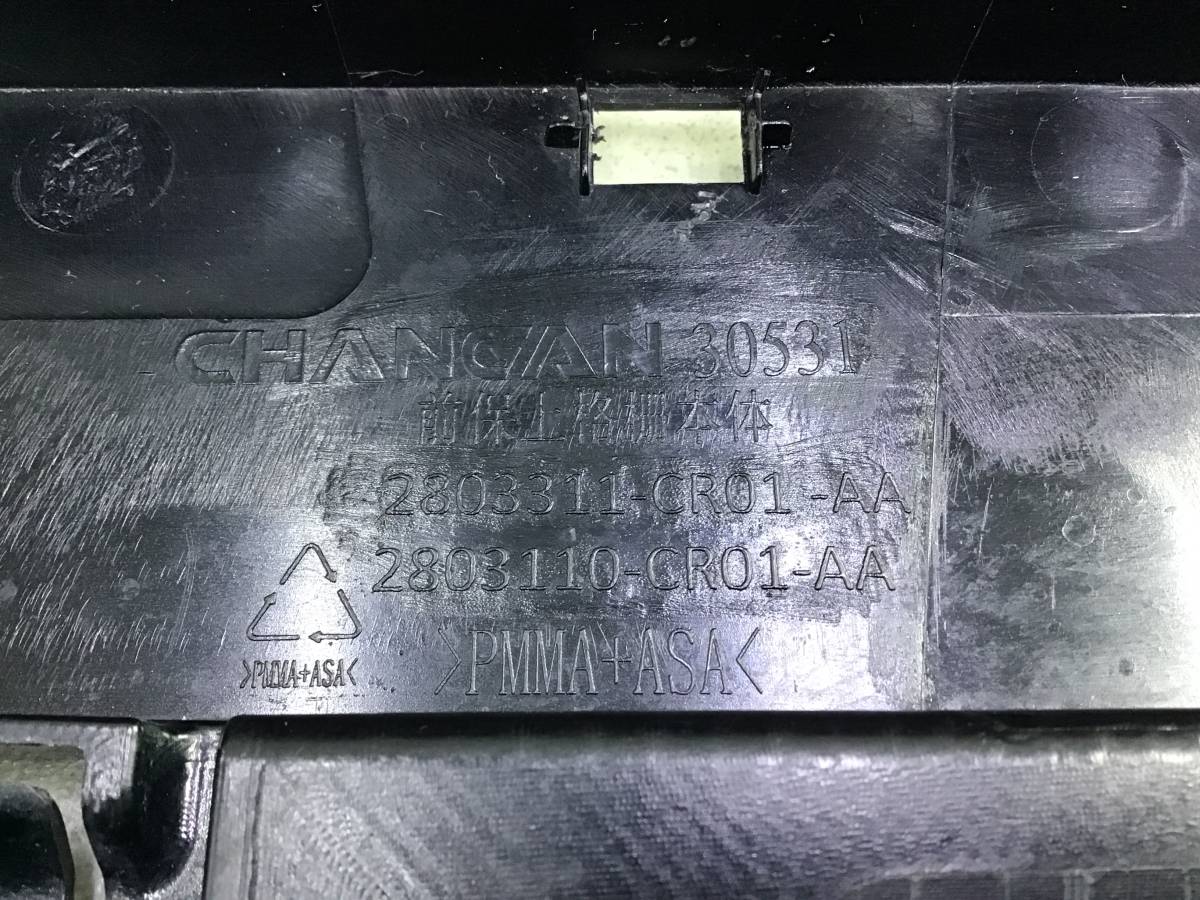 CHANGAN 30531
前保上格栅本体
2803311-CR01 -AA
2803110-CR01-AA
>PMMA+ASA<
>PMMA+ASA<